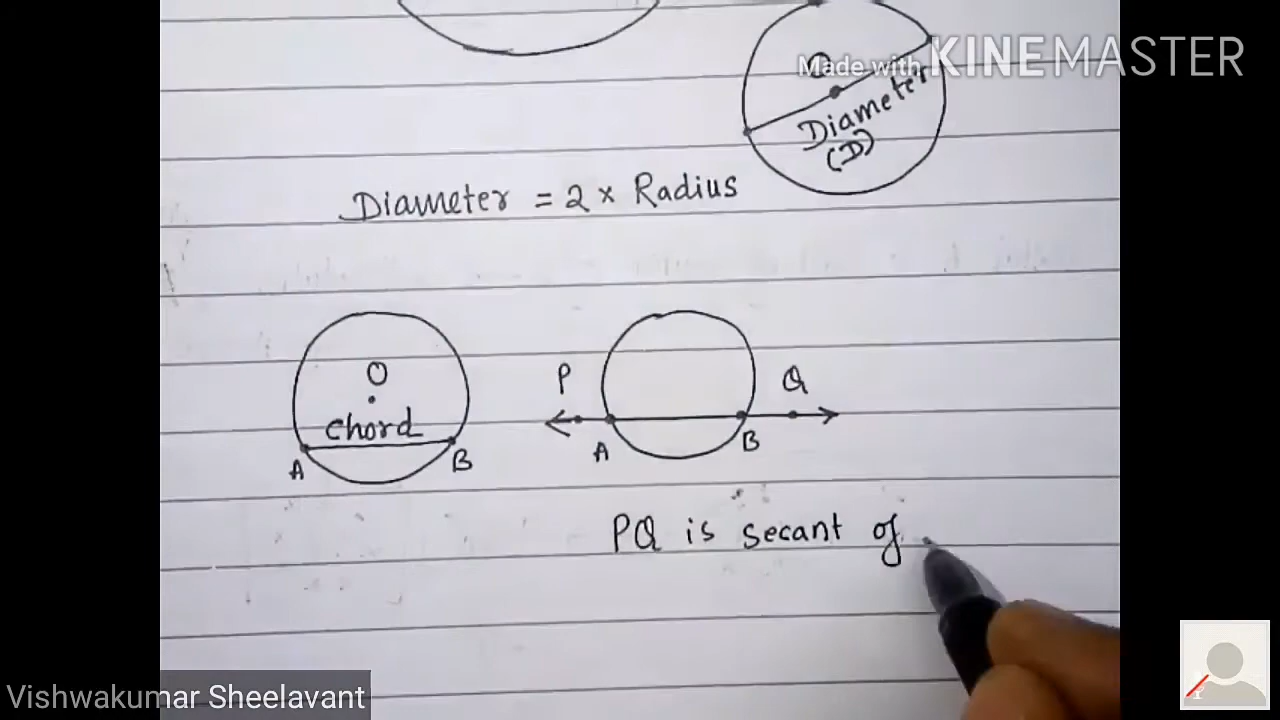 Made with KINEMASTER
O
Diameter
(D)
Diameter = 2 × Radius
O
chord
A
B
P
Q
A
B
PQ is secant of
Vishwakumar Sheelavant